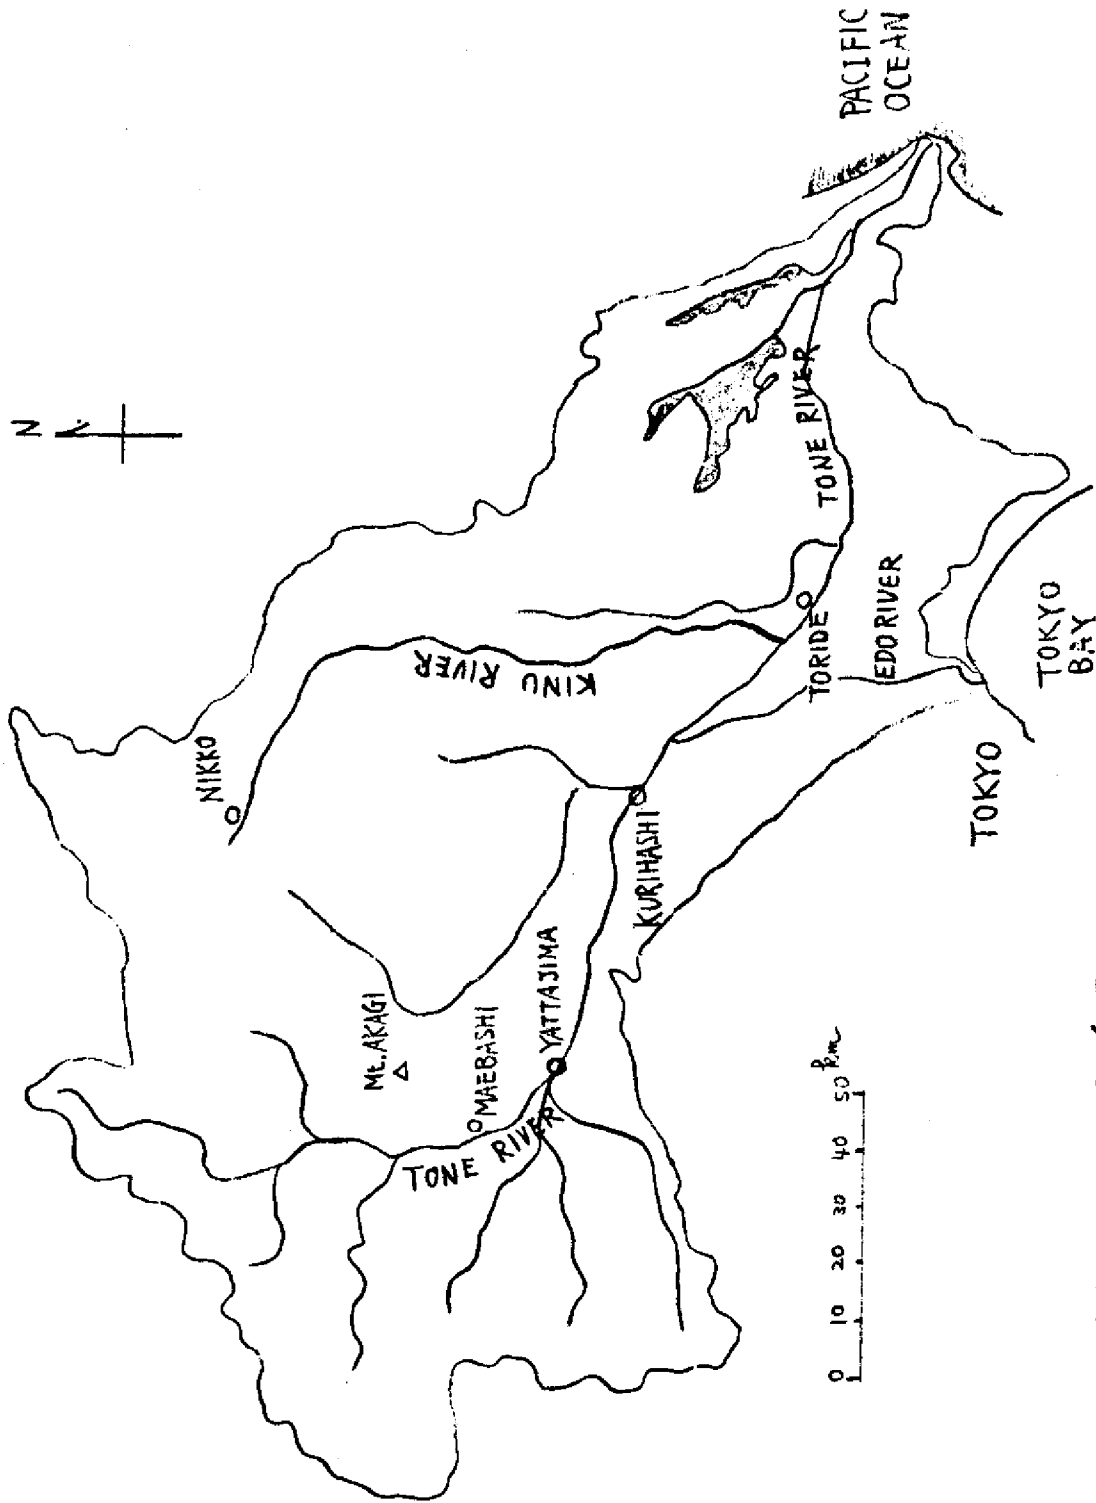 N
PACIFIC
OCEAN
NIKKO
KINU RIVER
Mt. AKAGI
MAEBASHI
TONE RIVER
YATTAJIMA
KURIHASHI
TORIDE
TONE RIVER
EDO RIVER
TOKYO
TOKYO
BAY
0 10 20 30 40 50 km